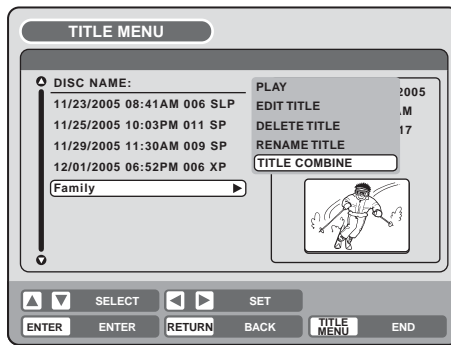 TITLE MENU
DISC NAME:
11/23/2005 08:41AM 006 SLP
11/25/2005 10:03PM 011 SP
11/29/2005 11:30AM 009 SP
12/01/2005 06:52PM 006 XP
Family
PLAY
EDIT TITLE
DELETE TITLE
RENAME TITLE
TITLE COMBINE
2005
17
SELECT SET
ENTER ENTER RETURN BACK TITLE MENU END